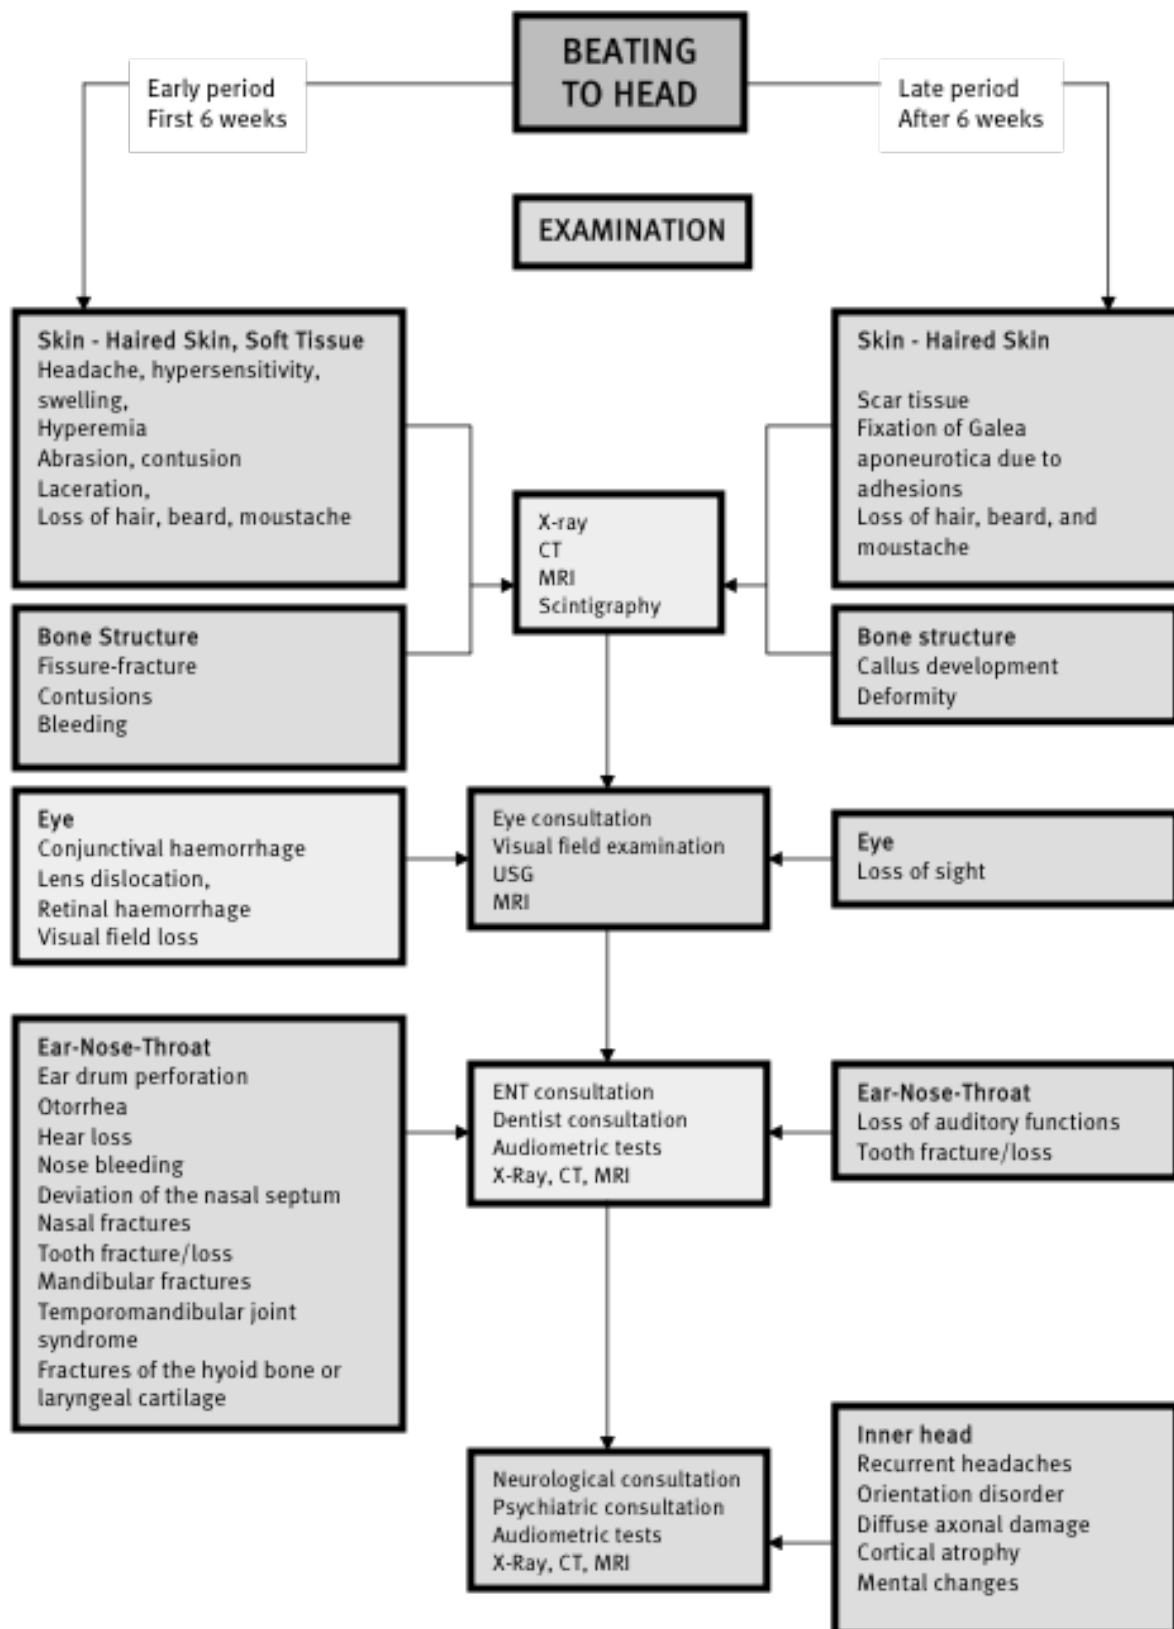 BEATING
TO HEAD
Early period
First 6 weeks
Late period
After 6 weeks
EXAMINATION
Skin - Haired Skin, Soft Tissue
Headache, hypersensitivity,
swelling,
Hyperemia
Abrasion, contusion
Laceration,
Loss of hair, beard, moustache
Skin - Haired Skin
Scar tissue
Fixation of Galea
aponeurotica due to
adhesions
Loss of hair, beard, and
moustache
X-ray
CT
MRI
Scintigraphy
Bone Structure
Fissure-fracture
Contusions
Bleeding
Bone structure
Callus development
Deformity
Eye
Conjunctival haemorrhage
Lens dislocation,
Retinal haemorrhage
Visual field loss
Eye consultation
Visual field examination
USG
MRI
Eye
Loss of sight
Ear-Nose-Throat
Ear drum perforation
Otorrhea
Hear loss
Nose bleeding
Deviation of the nasal septum
Nasal fractures
Tooth fracture/loss
Mandibular fractures
Temporomandibular joint
syndrome
Fractures of the hyoid bone or
laryngeal cartilage
ENT consultation
Dentist consultation
Audiometric tests
X-Ray, CT, MRI
Ear-Nose-Throat
Loss of auditory functions
Tooth fracture/loss
Neurological consultation
Psychiatric consultation
Audiometric tests
X-Ray, CT, MRI
Inner head
Recurrent headaches
Orientation disorder
Diffuse axonal damage
Cortical atrophy
Mental changes